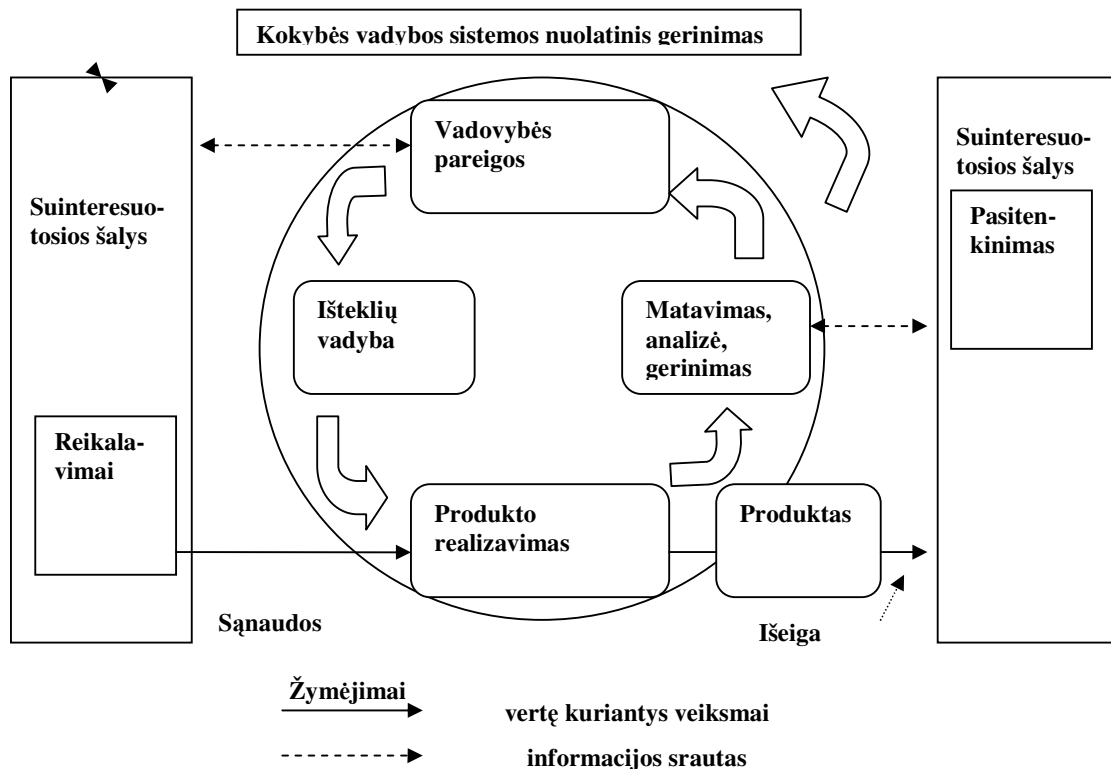 Kokybės vadybos sistemos nuolatinis gerinimas
Vadovybės
pareigos
Suinteresuo-
tosios šalys
Suinteresuo-
tosios šalys
Pasiten-
kinimas
Išteklių
vadyba
Matavimas,
analizė,
gerinimas
Reikala-
vimai
Produkto
realizavimas
Produktas
Sąnaudos
Išeiga
Žymėjimai
vertę kuriantys veiksmai
informacijos srautas